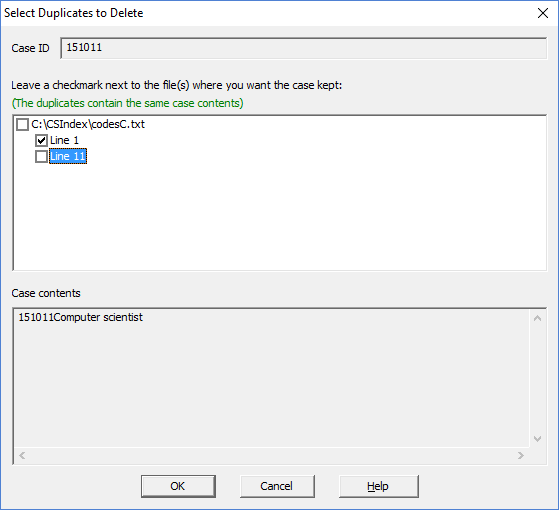 Select Duplicates to Delete
Case ID 151011
Leave a checkmark next to the file(s) where you want the case kept:
(The duplicates contain the same case contents)
C:\CSIndex\codesC.txt
Line 1
Line 11
Case contents
151011Computer scientist
OK Cancel Help